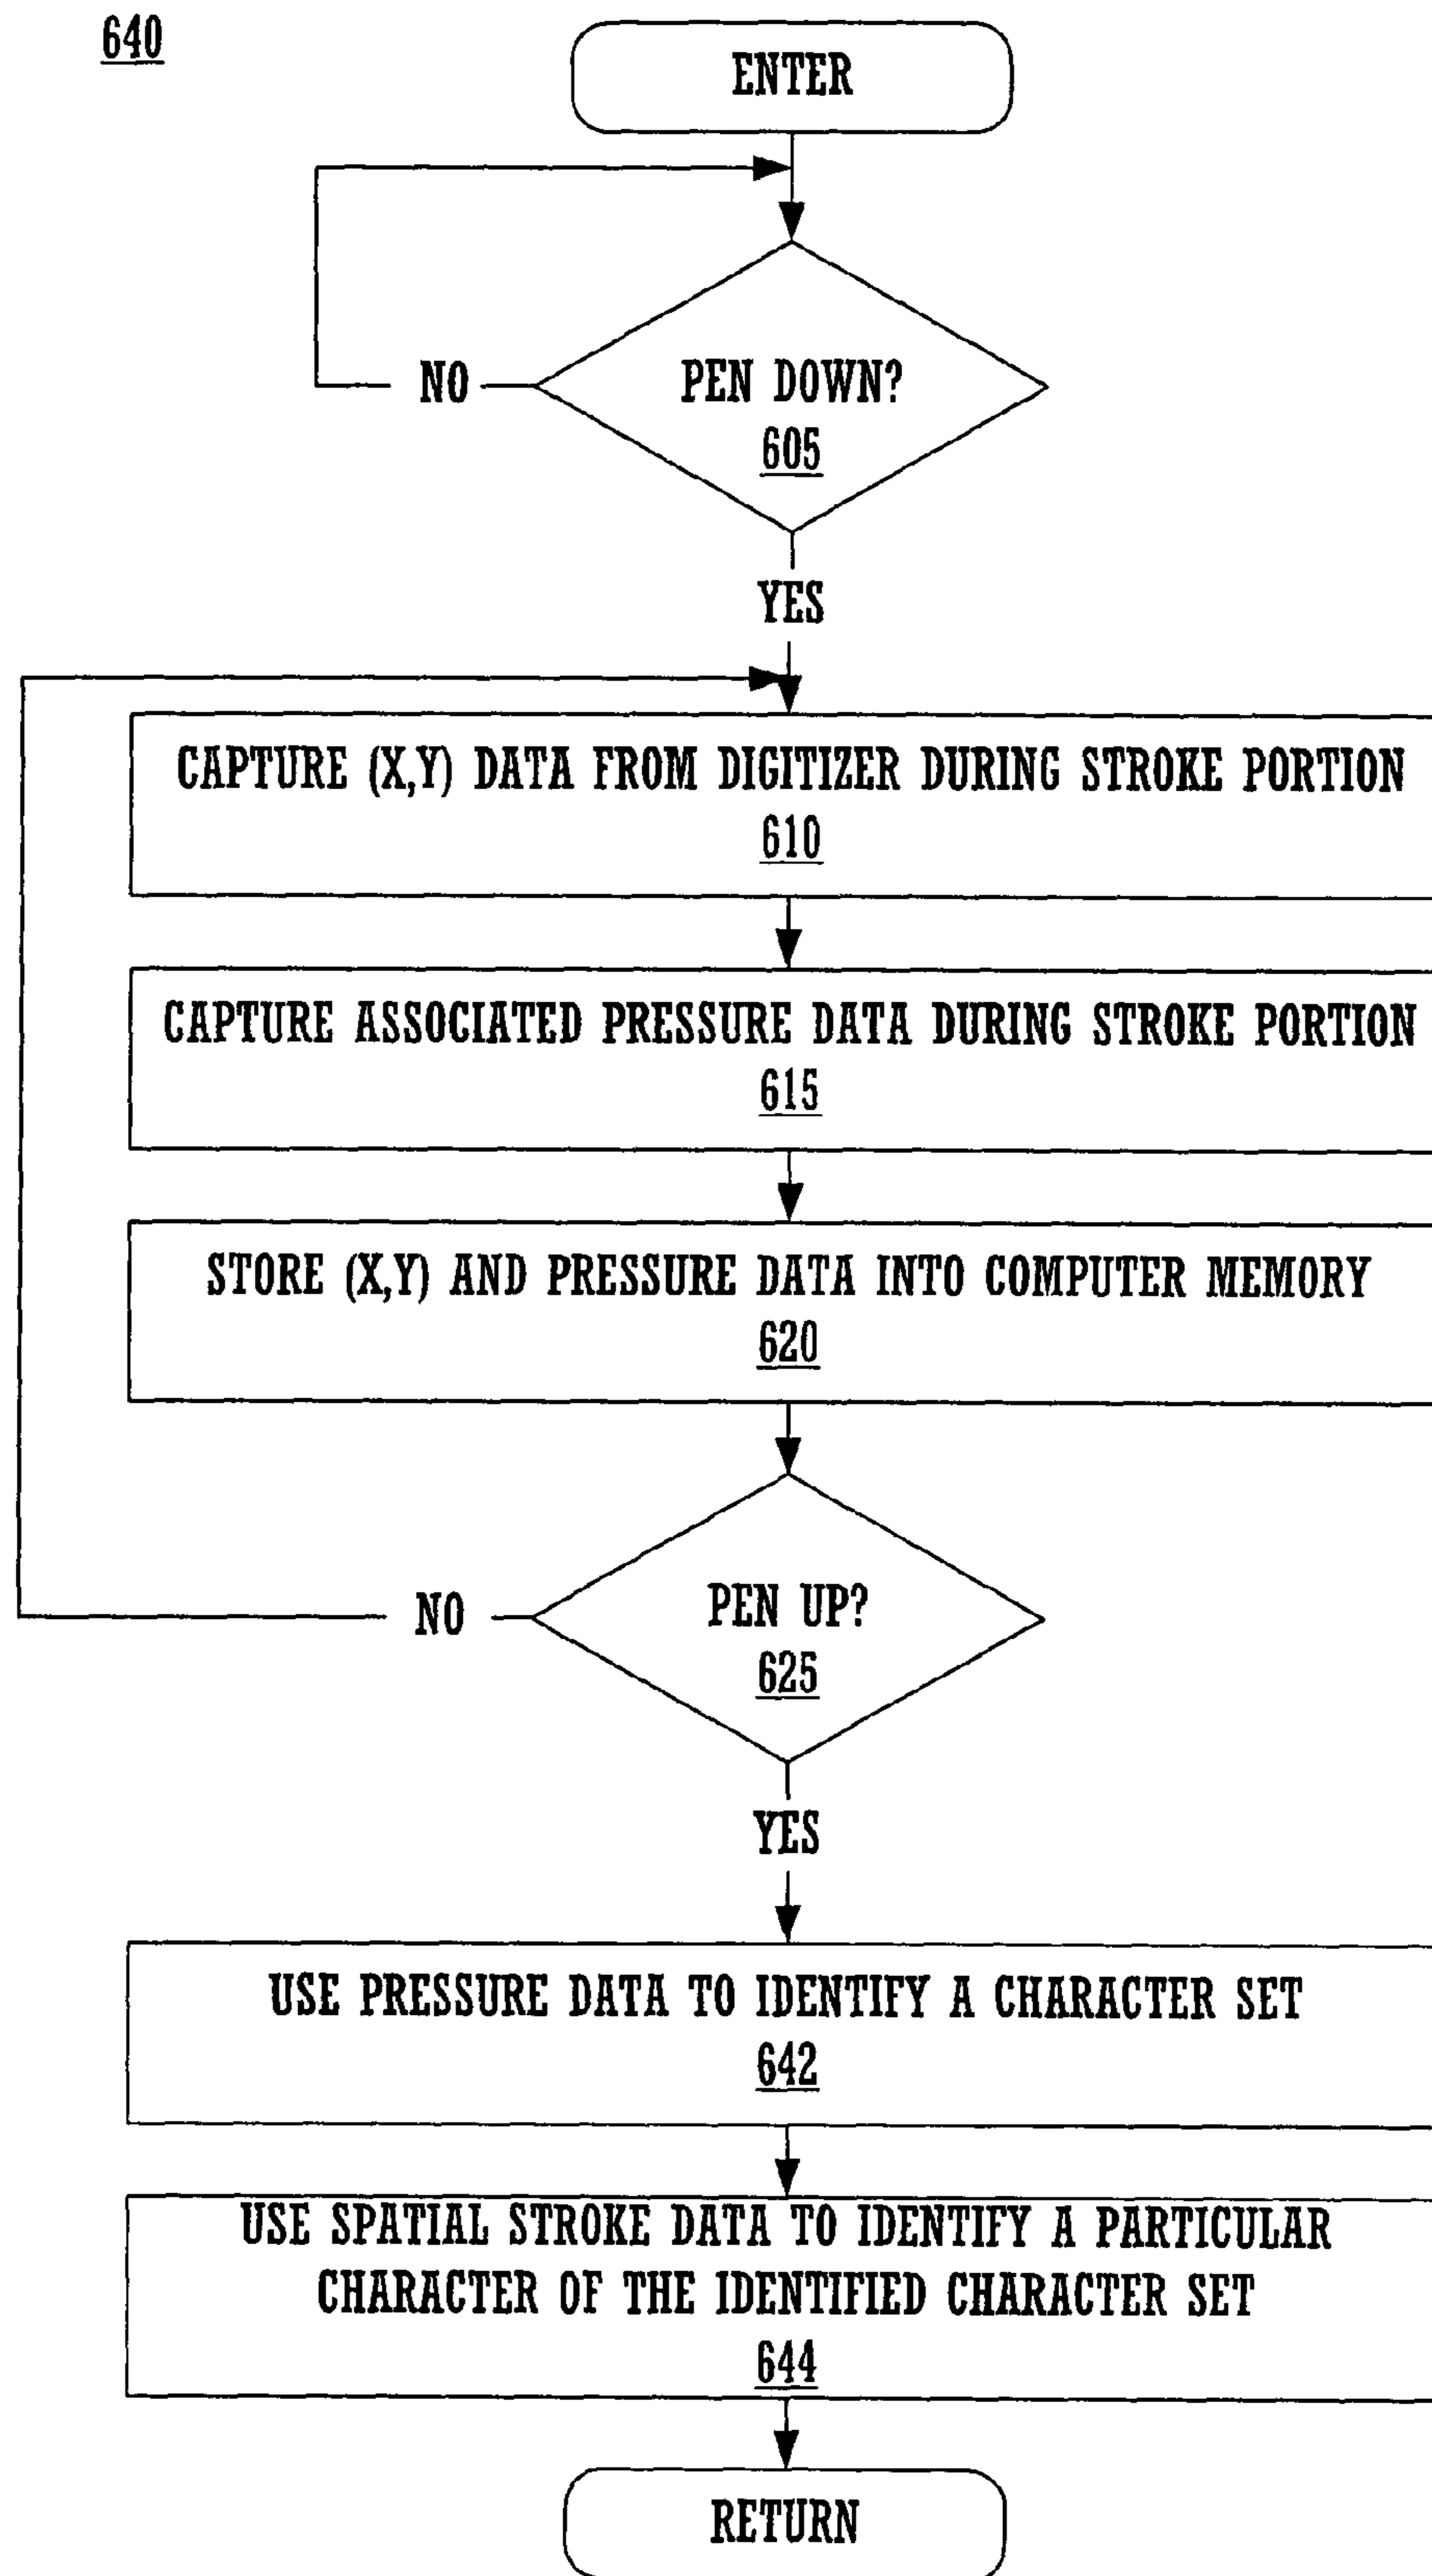 640
ENTER
NO
PEN DOWN?
605
YES
CAPTURE (X,Y) DATA FROM DIGITIZER DURING STROKE PORTION
610
CAPTURE ASSOCIATED PRESSURE DATA DURING STROKE PORTION
615
STORE (X,Y) AND PRESSURE DATA INTO COMPUTER MEMORY
620
NO
PEN UP?
625
YES
USE PRESSURE DATA TO IDENTIFY A CHARACTER SET
642
USE SPATIAL STROKE DATA TO IDENTIFY A PARTICULAR
CHARACTER OF THE IDENTIFIED CHARACTER SET
644
RETURN